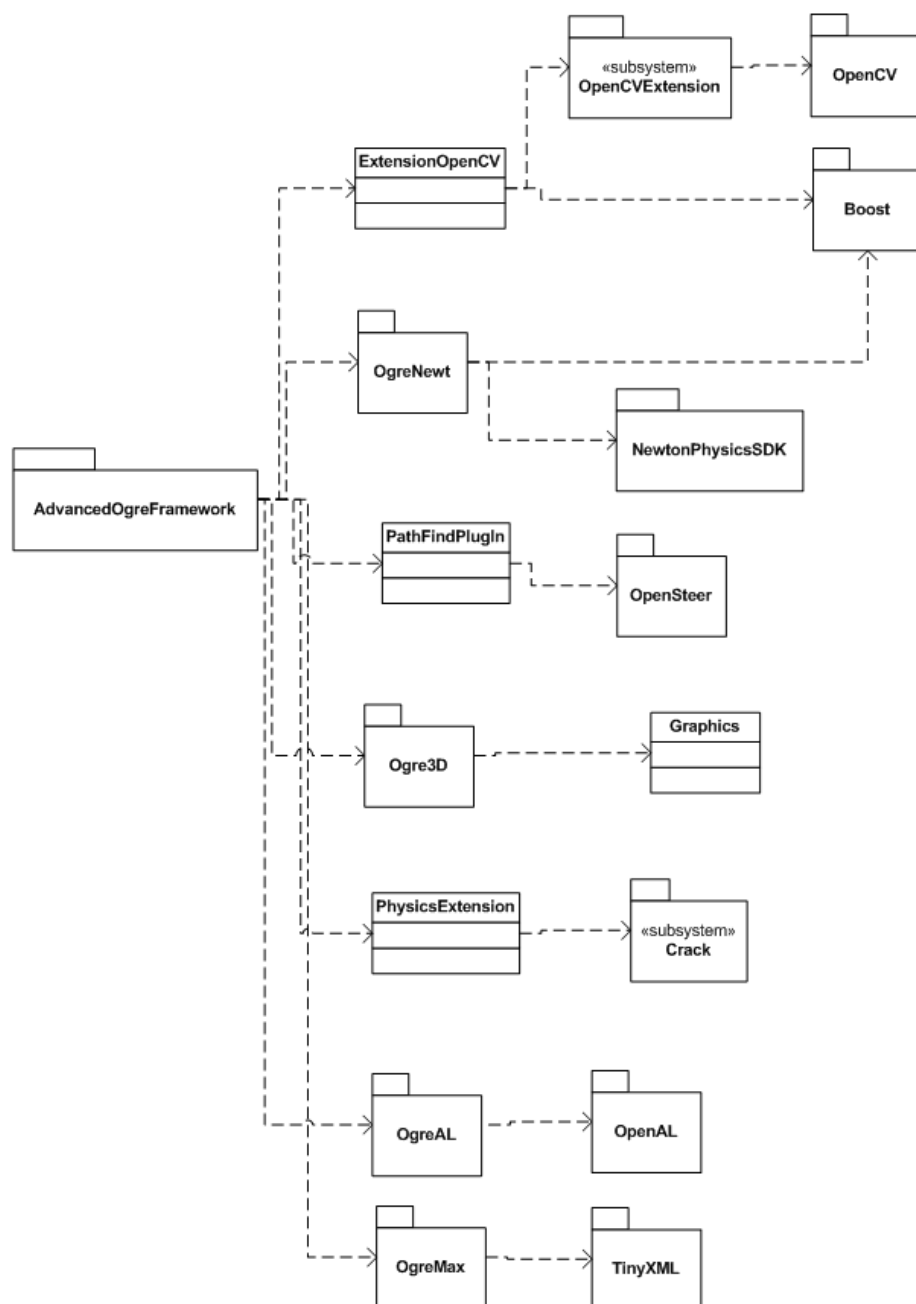 «subsystem»
OpenCVExtension
OpenCV
ExtensionOpenCV
Boost
OgreNewt
NewtonPhysicsSDK
AdvancedOgreFramework
PathFindPlugIn
OpenSteer
Graphics
Ogre3D
PhysicsExtension
«subsystem»
Crack
OgreAL
OpenAL
OgreMax
TinyXML